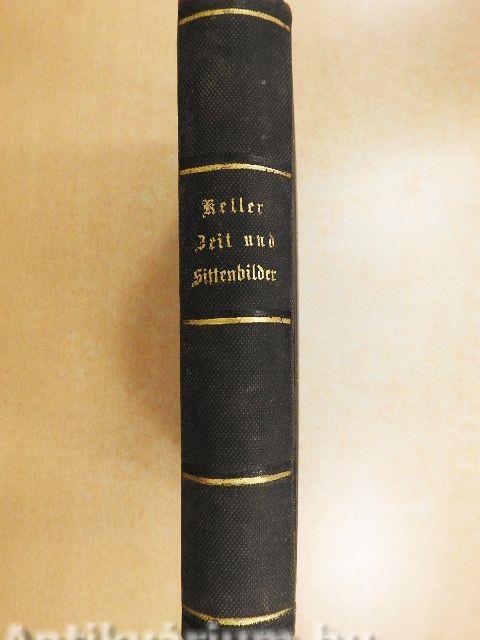 Keller
Zeit und
Sittenbilder